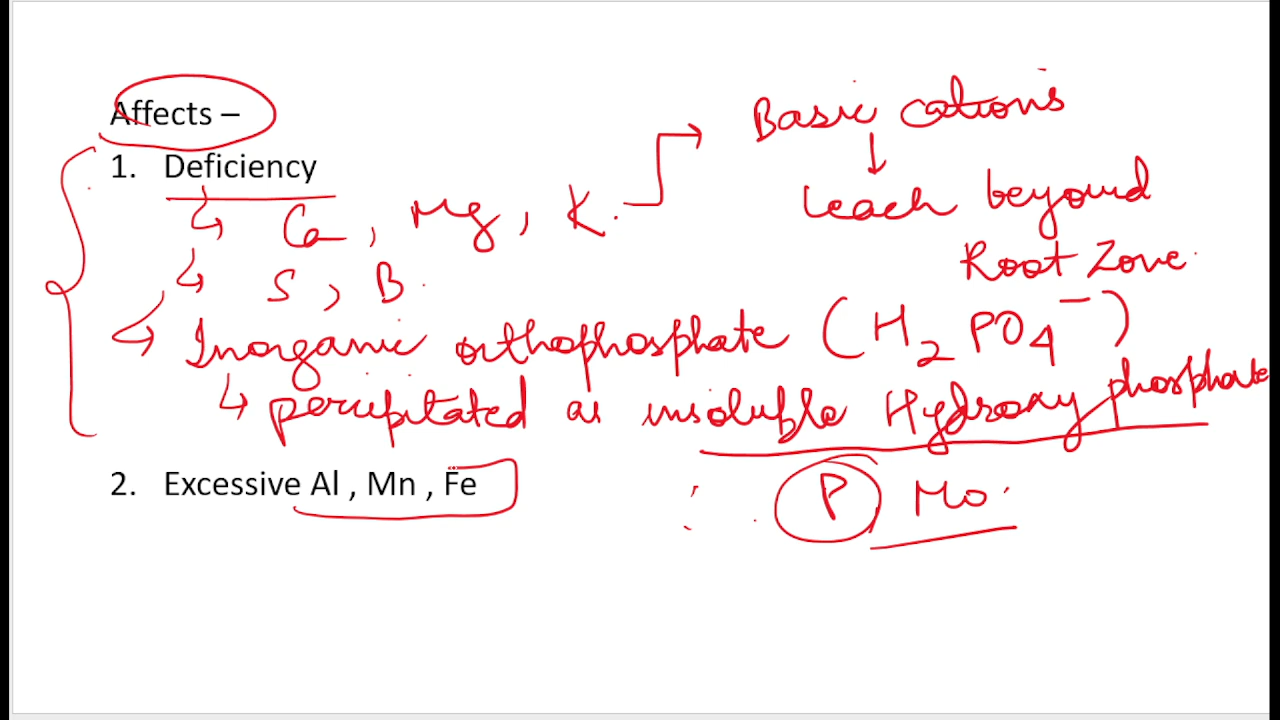 Affects –
1. Deficiency
Ca, Mg, K.
Basic cations
Leach beyond
Root Zone.
S, B.
Inorganic orthophosphate (H2PO4⁻)
percipitated as insoluble Hydroxy phosphate
2. Excessive Al , Mn , Fe
P Mo